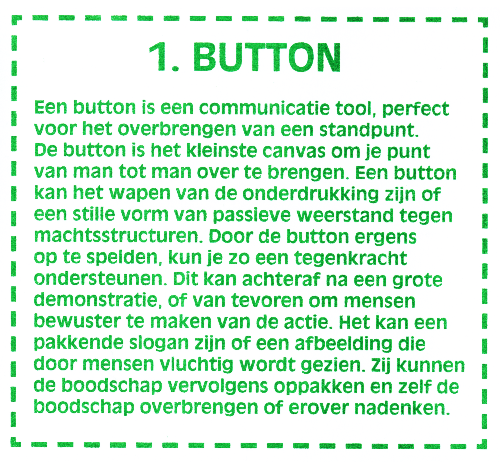 1. BUTTON
Een button is een communicatie tool, perfect
voor het overbrengen van een standpunt.
De button is het kleinste canvas om je punt
van man tot man over te brengen. Een button
kan het wapen van de onderdrukking zijn of
een stille vorm van passieve weerstand tegen
machtsstructuren. Door de button ergens
op te spelden, kun je zo een tegenkracht
ondersteunen. Dit kan achteraf na een grote
demonstratie, of van tevoren om mensen
bewuster te maken van de actie. Het kan een
pakkende slogan zijn of een afbeelding die
door mensen vluchtig wordt gezien. Zij kunnen
de boodschap vervolgens oppakken en zelf de
boodschap overbrengen of erover nadenken.